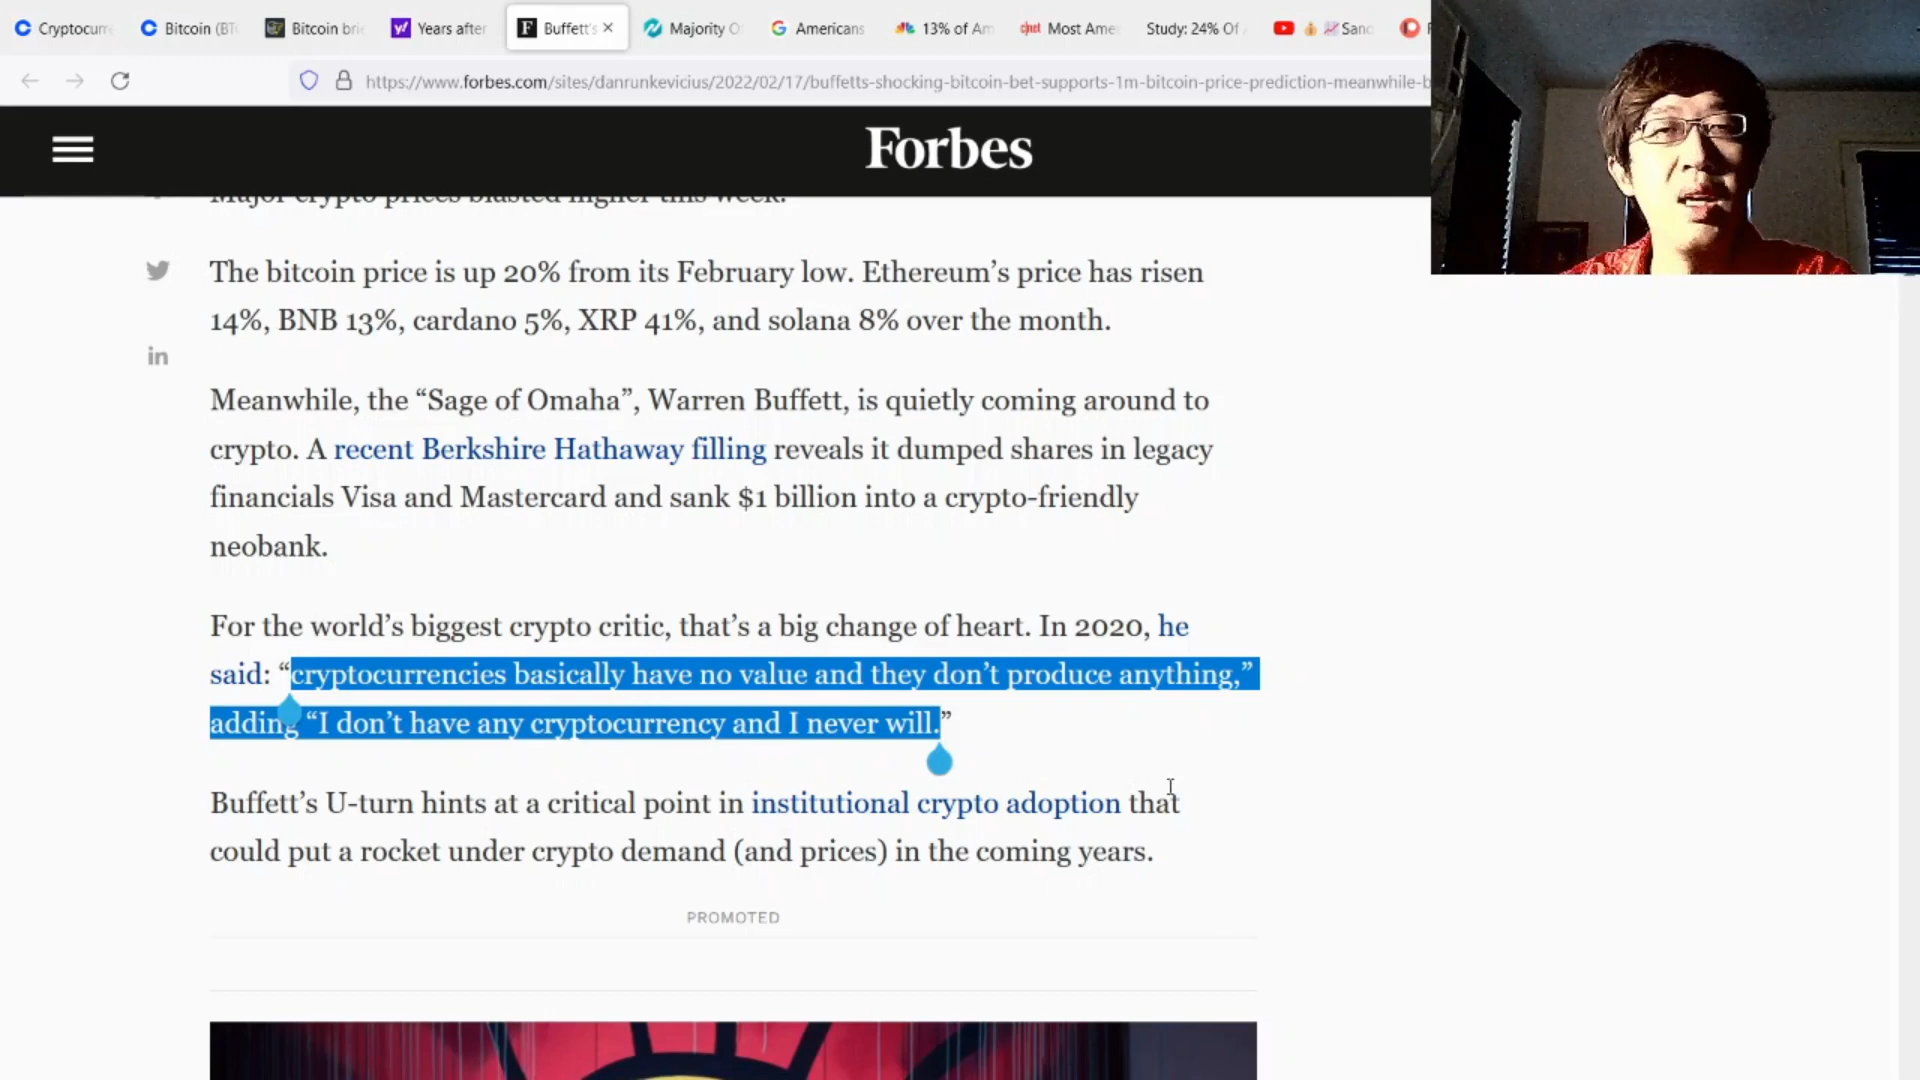 Cryptocurr
Bitcoin (BT
Bitcoin bri
Years after
Buffett's
Majority O
Americans
13% of Am
Most Ame
Study: 24% Of
Sanc
https://www.forbes.com/sites/danrunkevicius/2022/02/17/buffetts-shocking-bitcoin-bet-supports-1m-bitcoin-price-prediction-meanwhile-b
Forbes
Major crypto prices blasted higher this week.
The bitcoin price is up 20% from its February low. Ethereum’s price has risen
14%, BNB 13%, cardano 5%, XRP 41%, and solana 8% over the month.
Meanwhile, the “Sage of Omaha”, Warren Buffett, is quietly coming around to
crypto. A recent Berkshire Hathaway filling reveals it dumped shares in legacy
financials Visa and Mastercard and sank $1 billion into a crypto-friendly
neobank.
For the world’s biggest crypto critic, that’s a big change of heart. In 2020, he
said: “cryptocurrencies basically have no value and they don’t produce anything,”
adding “I don’t have any cryptocurrency and I never will.”
Buffett’s U-turn hints at a critical point in institutional crypto adoption that
could put a rocket under crypto demand (and prices) in the coming years.
PROMOTED